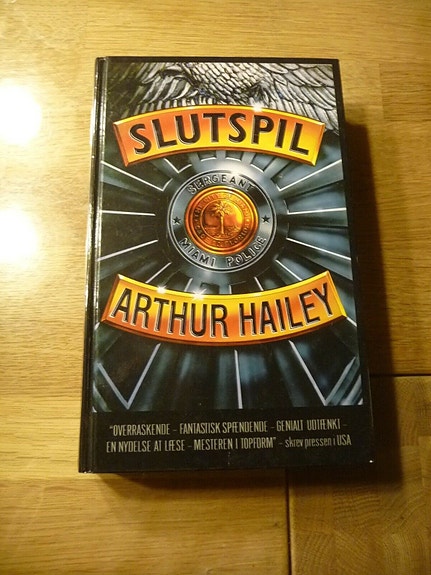 SLUTSPIL
SERGEANT
MIAMI POLICE
ARTHUR HAILEY
"OVERRASKENDE - FANTASTISK SPÆNDENDE - GENIALT UDTÆNKT -
EN NYDELSE AT LÆSE - MESTEREN I TOPFORM" - skrev pressen i USA